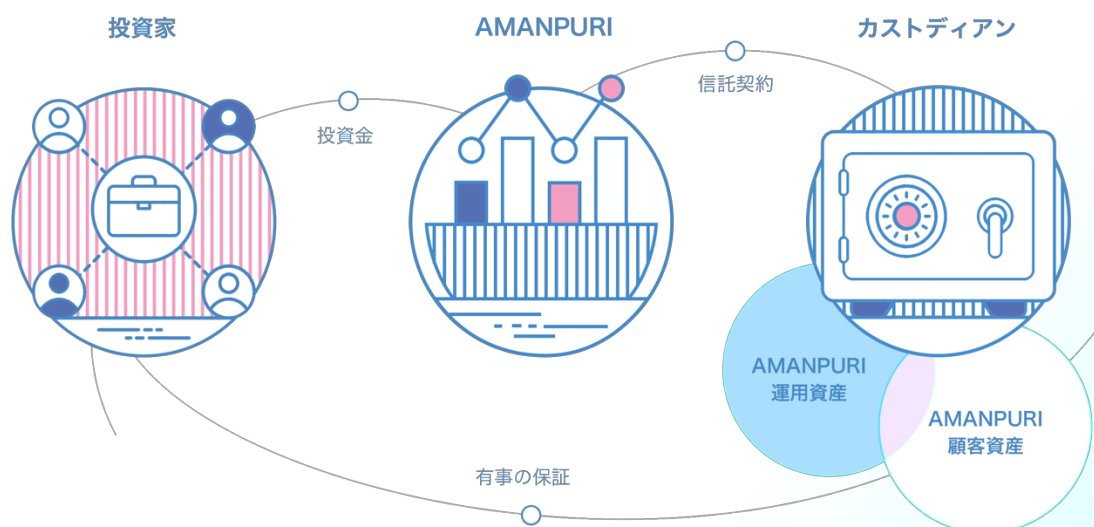 投資家
AMANPURI
カストディアン
投資金
信託契約
AMANPURI
運用資産
AMANPURI
顧客資産
有事の保証